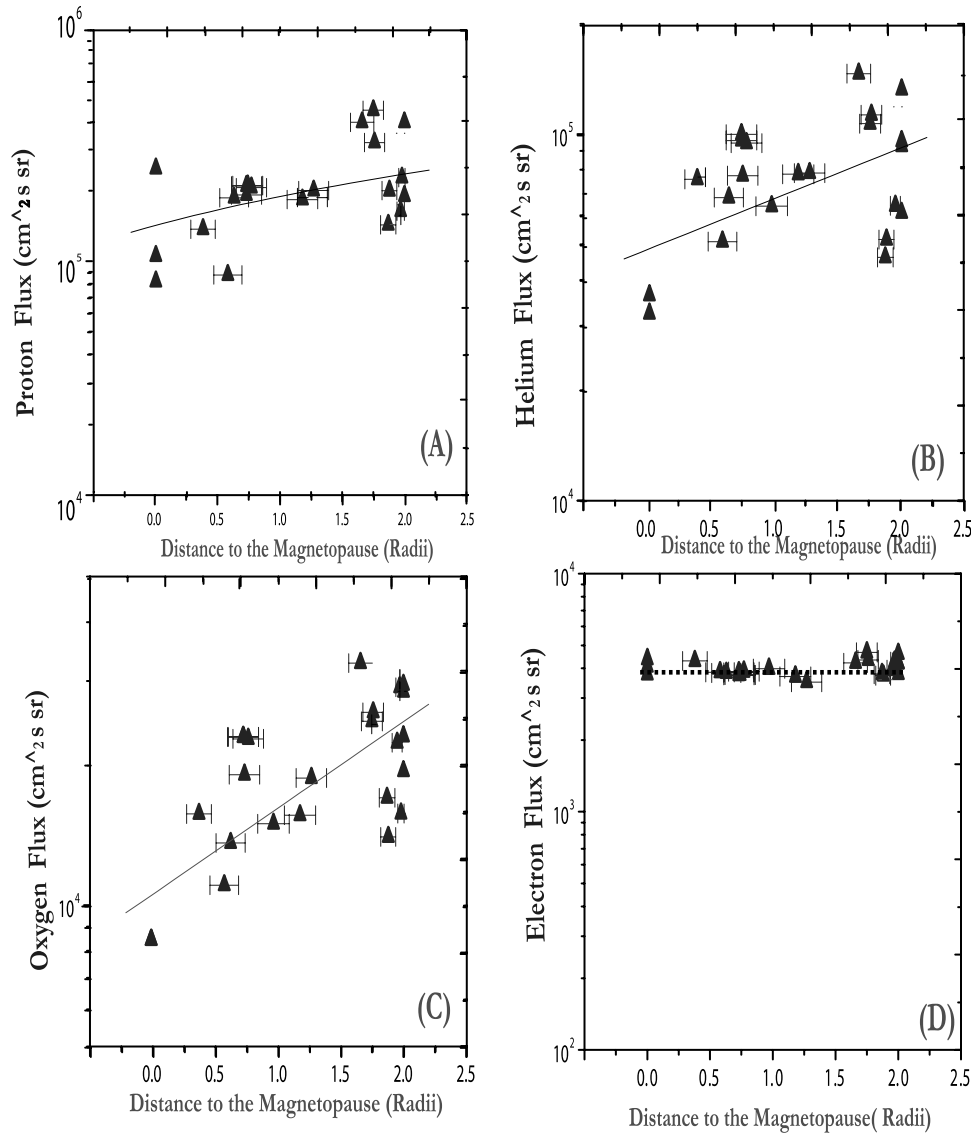 10^6
Proton Flux (cm^2 s sr)
10^5
(A)
10^4
0.0 0.5 1.0 1.5 2.0 2.5
Distance to the Magnetopause (Radii)
Helium Flux (cm^2 s sr)
10^5
(B)
10^4
0.0 0.5 1.0 1.5 2.0 2.5
Distance to the Magnetopause (Radii)
Oxygen Flux (cm^2 s sr)
10^4
(C)
0.0 0.5 1.0 1.5 2.0 2.5
Distance to the Magnetopause (Radii)
10^4
Electron Flux (cm^2 s sr)
10^3
(D)
10^2
0.0 0.5 1.0 1.5 2.0 2.5
Distance to the Magnetopause( Radii)